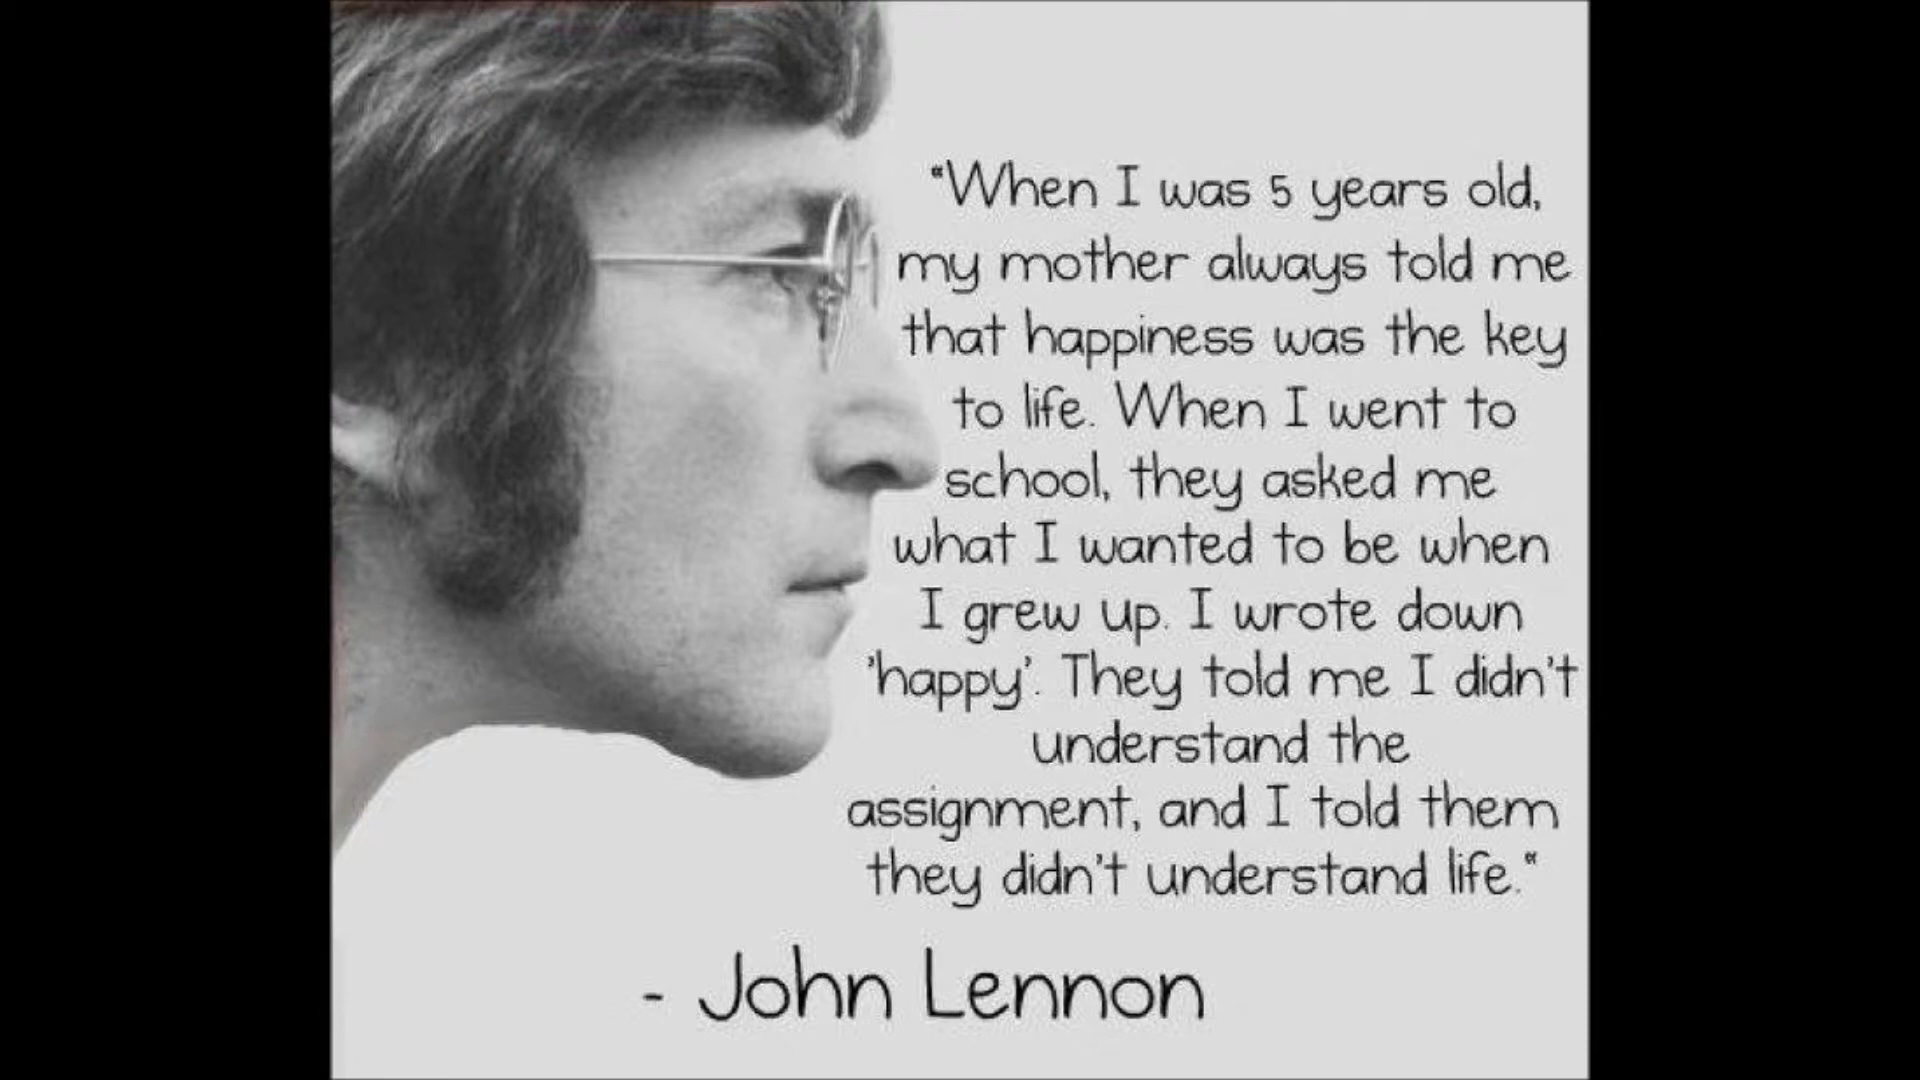 "When I was 5 years old,
my mother always told me
that happiness was the key
to life. When I went to
school, they asked me
what I wanted to be when
I grew up. I wrote down
'happy'. They told me I didn't
understand the
assignment, and I told them
they didn't understand life."
- John Lennon